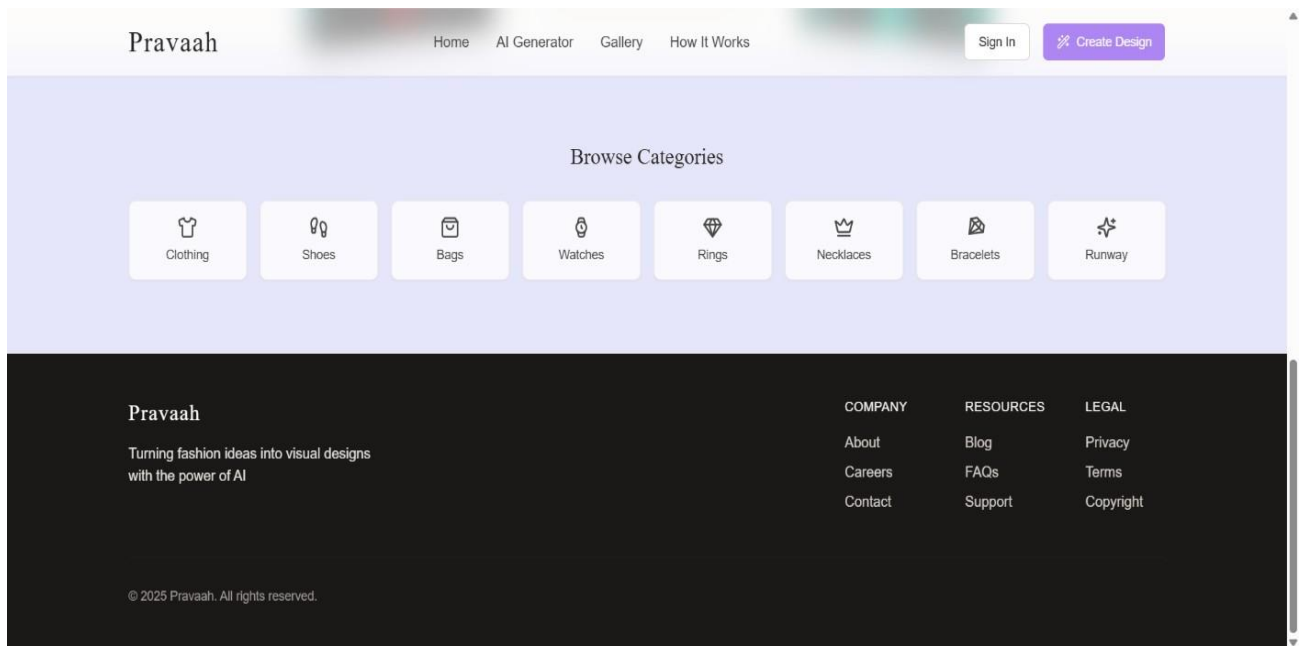 Pravaah
Home AI Generator Gallery How It Works
Sign In Create Design
Browse Categories
Clothing Shoes Bags Watches Rings Necklaces Bracelets Runway
Pravaah
Turning fashion ideas into visual designs
with the power of AI
COMPANY
About
Careers
Contact
RESOURCES
Blog
FAQs
Support
LEGAL
Privacy
Terms
Copyright
© 2025 Pravaah. All rights reserved.